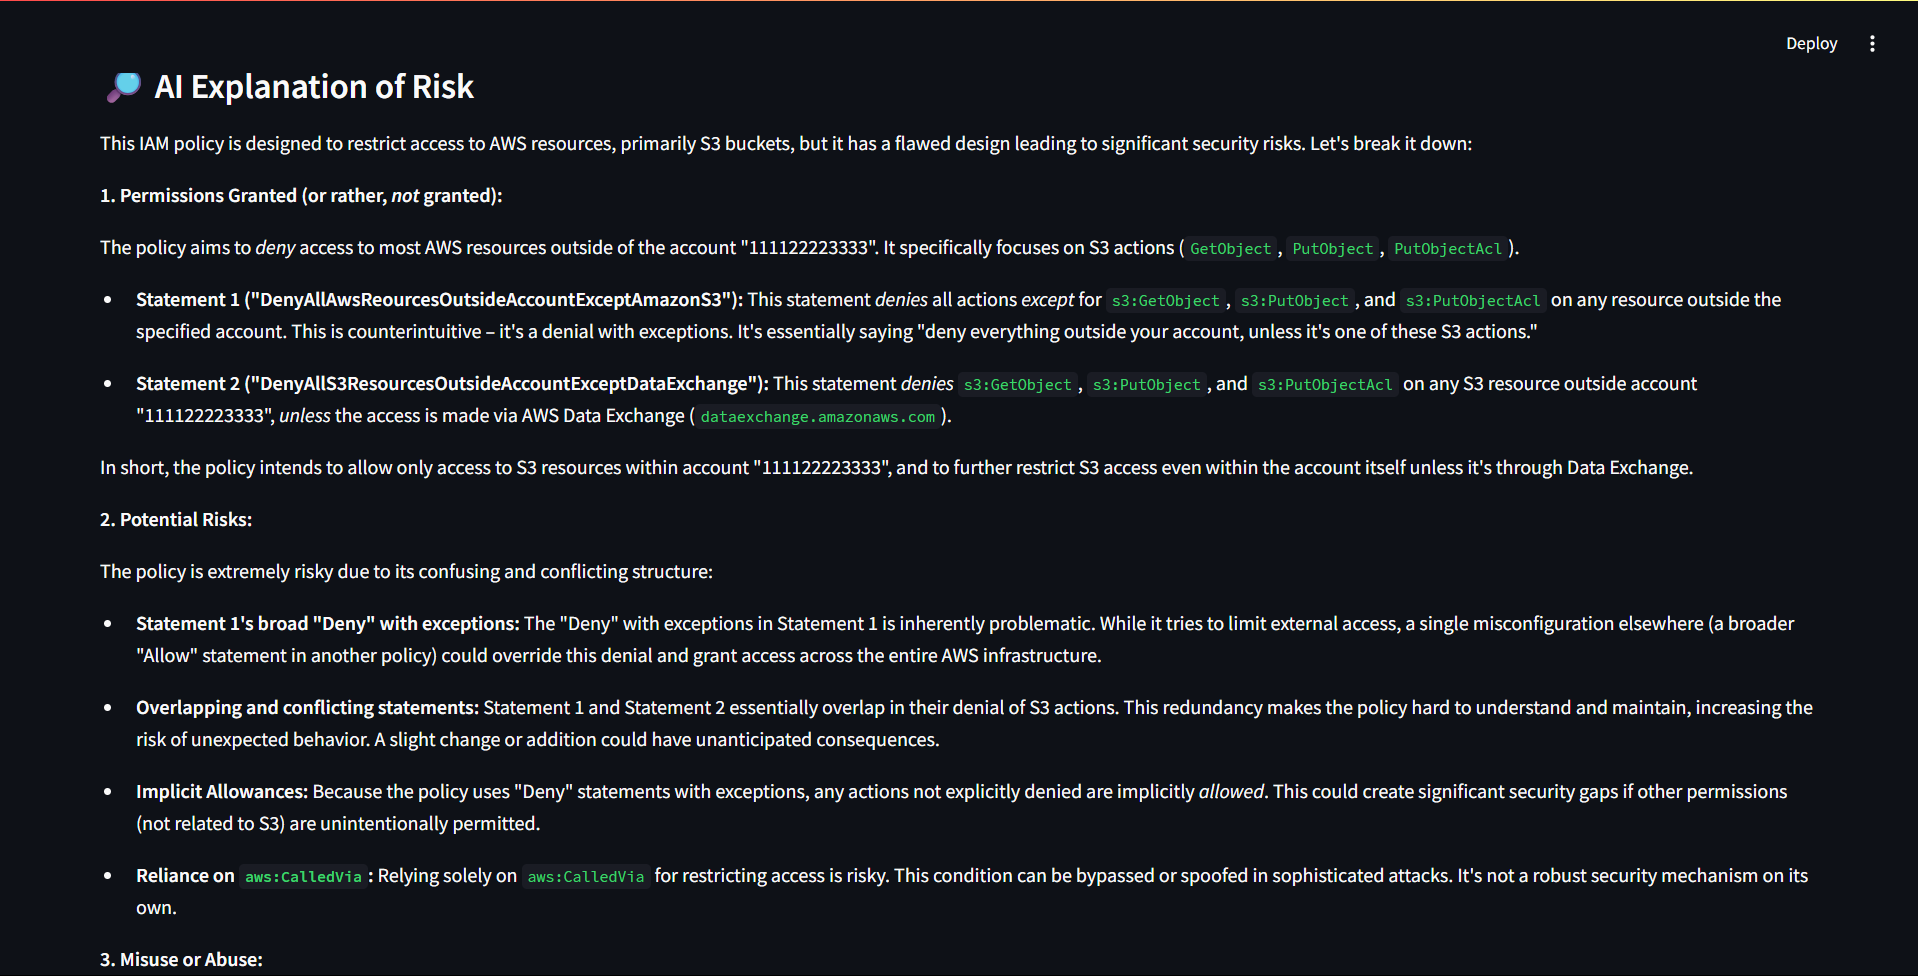 Deploy
AI Explanation of Risk
This IAM policy is designed to restrict access to AWS resources, primarily S3 buckets, but it has a flawed design leading to significant security risks. Let's break it down:
1. Permissions Granted (or rather, not granted):
The policy aims to deny access to most AWS resources outside of the account "111122223333". It specifically focuses on S3 actions ( GetObject , PutObject , PutObjectAcl ).
• Statement 1 ("DenyAllAwsReourcesOutsideAccountExceptAmazonS3"): This statement denies all actions except for s3:GetObject , s3:PutObject , and s3:PutObjectAcl on any resource outside the
specified account. This is counterintuitive – it's a denial with exceptions. It's essentially saying "deny everything outside your account, unless it's one of these S3 actions."
• Statement 2 ("DenyAllS3ResourcesOutsideAccountExceptDataExchange"): This statement denies s3:GetObject , s3:PutObject , and s3:PutObjectAcl on any S3 resource outside account
"111122223333", unless the access is made via AWS Data Exchange ( dataexchange.amazonaws.com ).
In short, the policy intends to allow only access to S3 resources within account "111122223333", and to further restrict S3 access even within the account itself unless it's through Data Exchange.
2. Potential Risks:
The policy is extremely risky due to its confusing and conflicting structure:
• Statement 1's broad "Deny" with exceptions: The "Deny" with exceptions in Statement 1 is inherently problematic. While it tries to limit external access, a single misconfiguration elsewhere (a broader
"Allow" statement in another policy) could override this denial and grant access across the entire AWS infrastructure.
• Overlapping and conflicting statements: Statement 1 and Statement 2 essentially overlap in their denial of S3 actions. This redundancy makes the policy hard to understand and maintain, increasing the
risk of unexpected behavior. A slight change or addition could have unanticipated consequences.
• Implicit Allowances: Because the policy uses "Deny" statements with exceptions, any actions not explicitly denied are implicitly allowed. This could create significant security gaps if other permissions
(not related to S3) are unintentionally permitted.
• Reliance on aws:CalledVia : Relying solely on aws:CalledVia for restricting access is risky. This condition can be bypassed or spoofed in sophisticated attacks. It's not a robust security mechanism on its
own.
3. Misuse or Abuse: